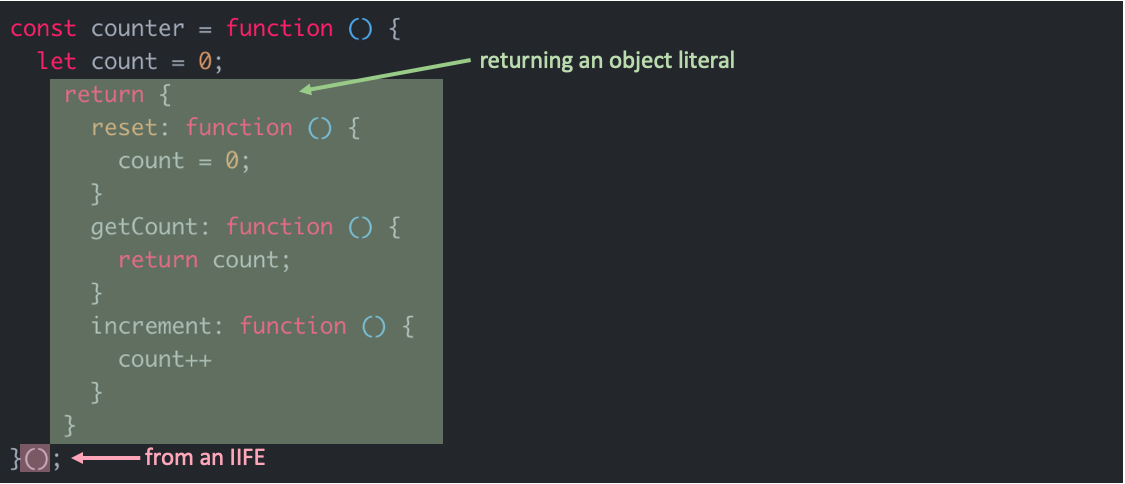 const counter = function () {
let count = 0;
returning an object literal
return {
reset: function () {
count = 0;
}
getCount: function () {
return count;
}
increment: function () {
count++
}
}
}();
from an IIFE